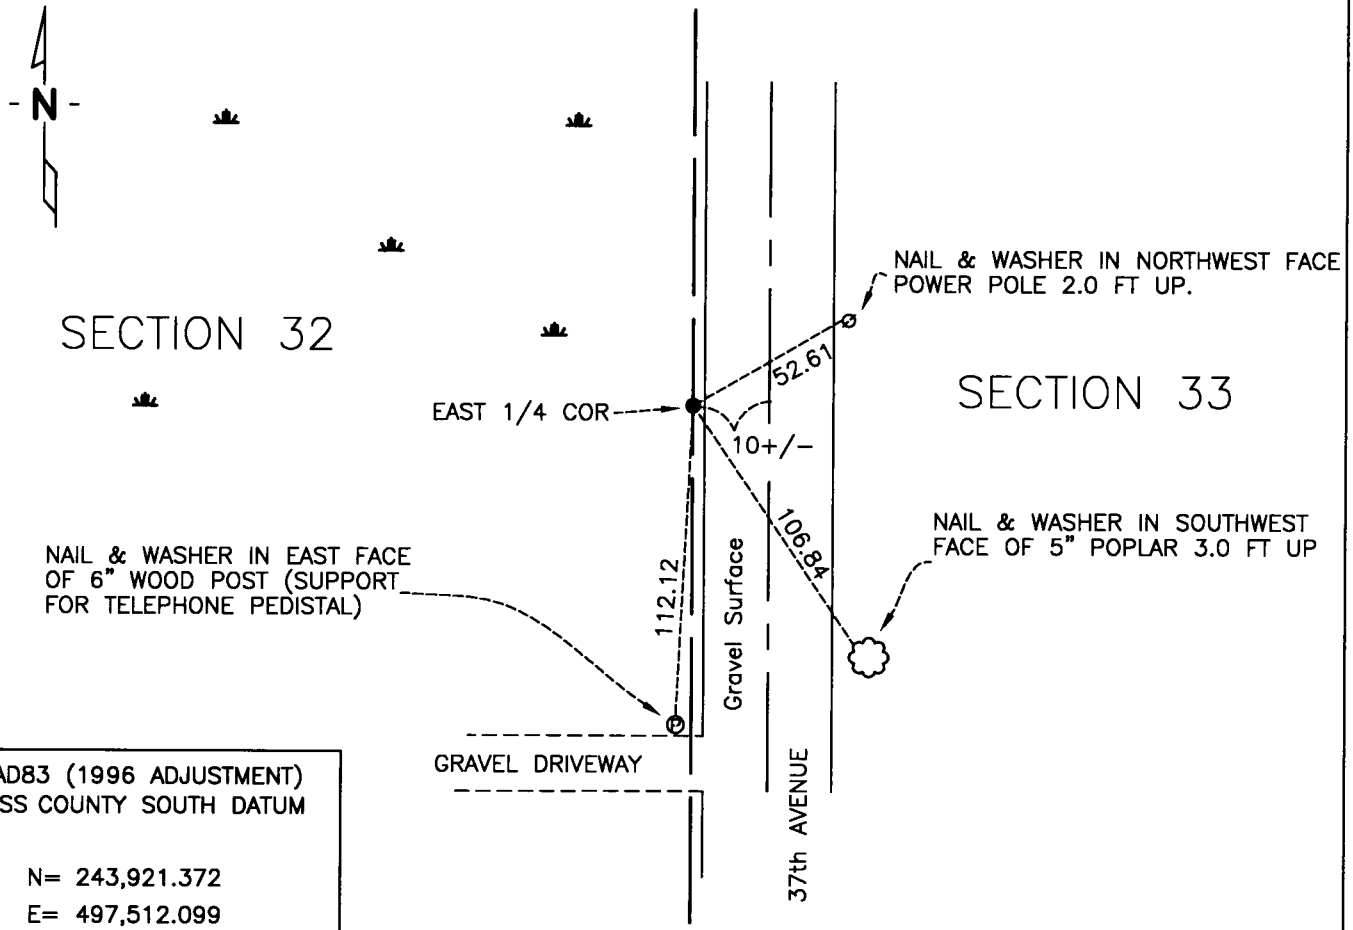 - N -
NAIL & WASHER IN NORTHWEST FACE
POWER POLE 2.0 FT UP.
SECTION 32
52.61
SECTION 33
EAST 1/4 COR
10+/-
106.84
NAIL & WASHER IN SOUTHWEST
FACE OF 5" POPLAR 3.0 FT UP
NAIL & WASHER IN EAST FACE
OF 6" WOOD POST (SUPPORT
FOR TELEPHONE PEDISTAL)
112.12
Gravel Surface
P
GRAVEL DRIVEWAY
37th AVENUE
AD83 (1996 ADJUSTMENT)
SS COUNTY SOUTH DATUM
N= 243,921.372
E= 497,512.099